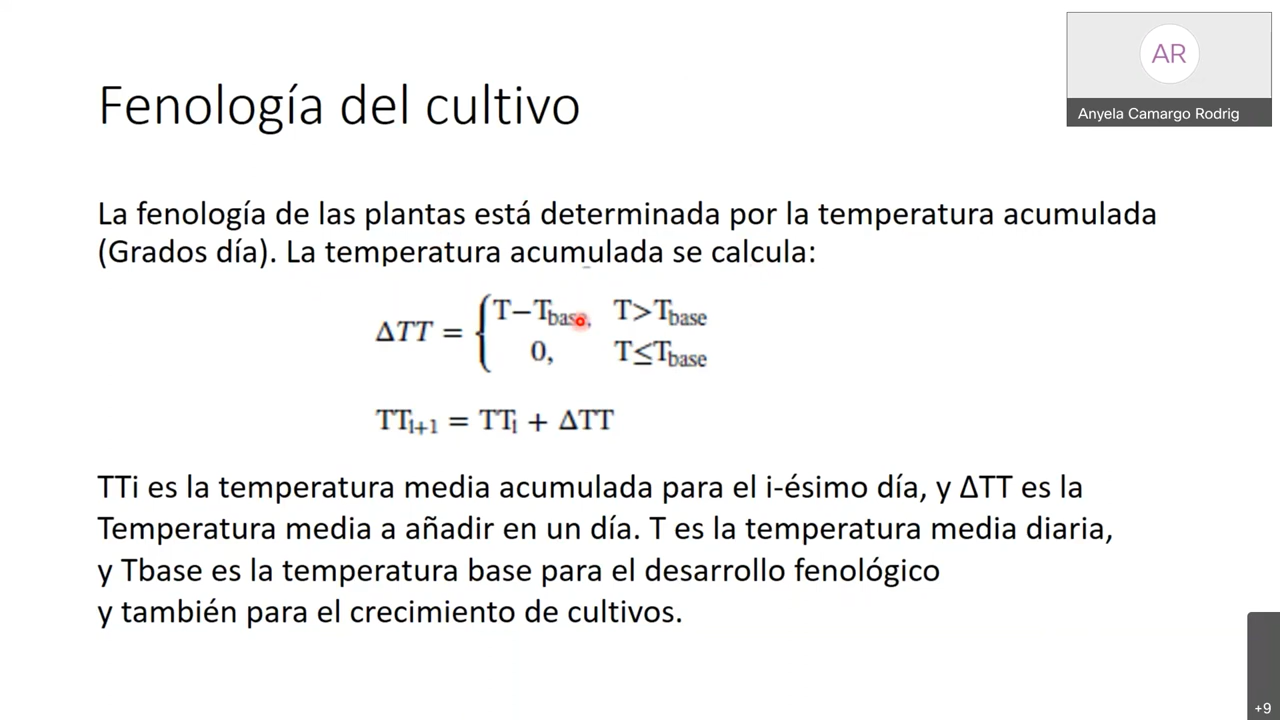 AR
Anyela Camargo Rodrig
Fenología del cultivo
La fenología de las plantas está determinada por la temperatura acumulada
(Grados día). La temperatura acumulada se calcula:
ΔTT = { T−Tbase, T>Tbase
0, T≤Tbase
TTi+1 = TTi + ΔTT
TTi es la temperatura media acumulada para el i-ésimo día, y ΔTT es la
Temperatura media a añadir en un día. T es la temperatura media diaria,
y Tbase es la temperatura base para el desarrollo fenológico
y también para el crecimiento de cultivos.
+9